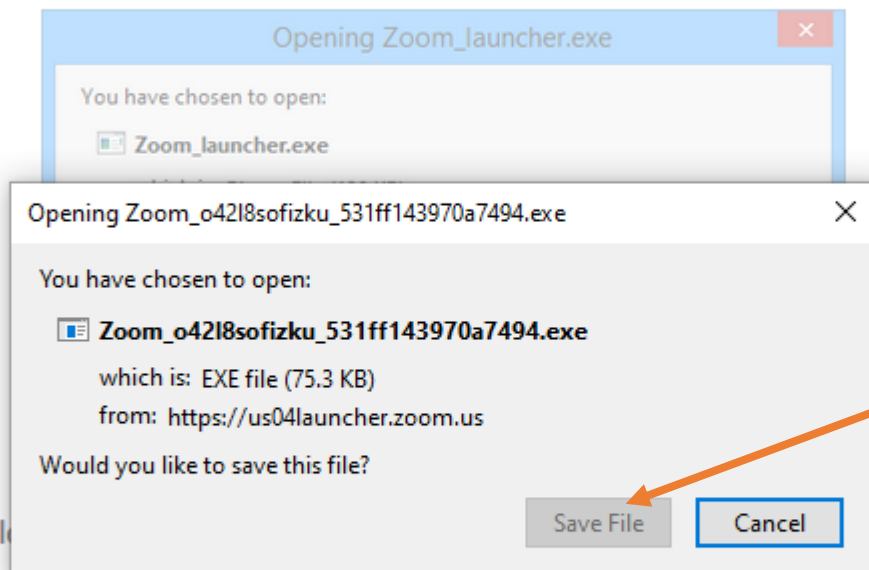 Opening Zoom_launcher.exe
You have chosen to open:
Zoom_launcher.exe
Opening Zoom_o42l8sofizku_531ff143970a7494.exe
You have chosen to open:
Zoom_o42l8sofizku_531ff143970a7494.exe
which is: EXE file (75.3 KB)
from: https://us04launcher.zoom.us
Would you like to save this file?
Save File
Cancel